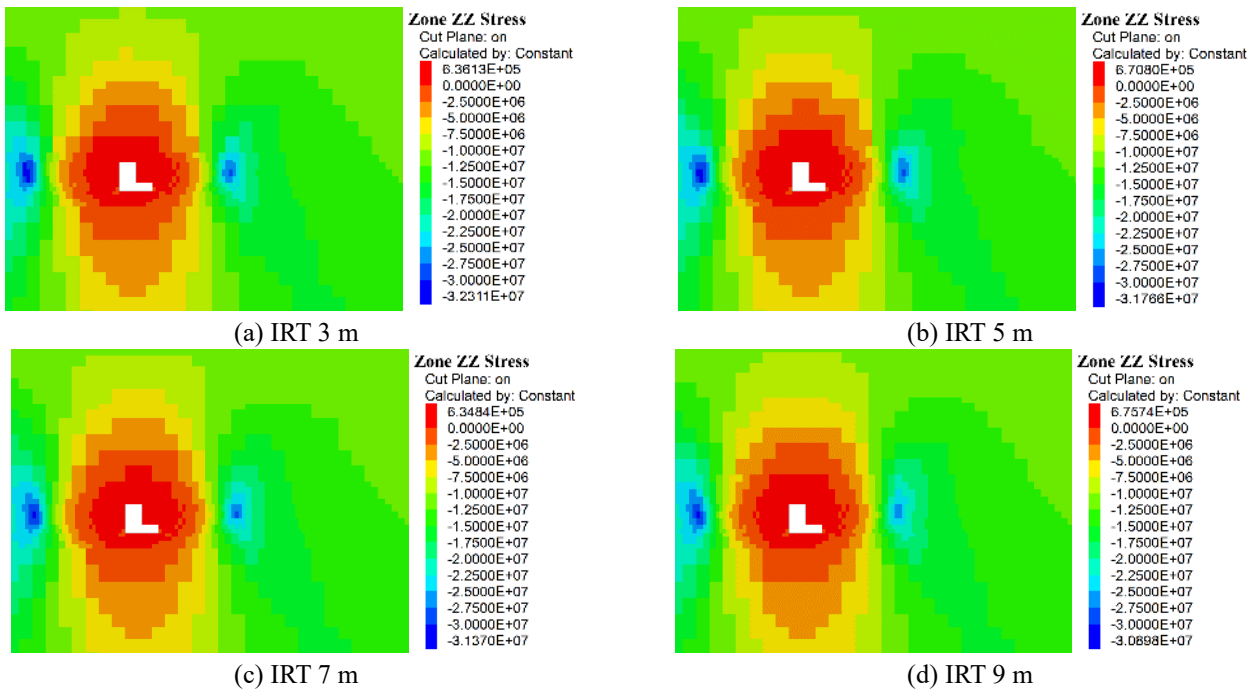 Zone ZZ Stress
Cut Plane: on
Calculated by: Constant
6.3613E+05
0.0000E+00
-2.5000E+06
-5.0000E+06
-7.5000E+06
-1.0000E+07
-1.2500E+07
-1.5000E+07
-1.7500E+07
-2.0000E+07
-2.2500E+07
-2.5000E+07
-2.7500E+07
-3.0000E+07
-3.2311E+07
(a) IRT 3 m
Zone ZZ Stress
Cut Plane: on
Calculated by: Constant
6.7080E+05
0.0000E+00
-2.5000E+06
-5.0000E+06
-7.5000E+06
-1.0000E+07
-1.2500E+07
-1.5000E+07
-1.7500E+07
-2.0000E+07
-2.2500E+07
-2.5000E+07
-2.7500E+07
-3.0000E+07
-3.1766E+07
(b) IRT 5 m
Zone ZZ Stress
Cut Plane: on
Calculated by: Constant
6.3484E+05
0.0000E+00
-2.5000E+06
-5.0000E+06
-7.5000E+06
-1.0000E+07
-1.2500E+07
-1.5000E+07
-1.7500E+07
-2.0000E+07
-2.2500E+07
-2.5000E+07
-2.7500E+07
-3.0000E+07
-3.1370E+07
(c) IRT 7 m
Zone ZZ Stress
Cut Plane: on
Calculated by: Constant
6.7574E+05
0.0000E+00
-2.5000E+06
-5.0000E+06
-7.5000E+06
-1.0000E+07
-1.2500E+07
-1.5000E+07
-1.7500E+07
-2.0000E+07
-2.2500E+07
-2.5000E+07
-2.7500E+07
-3.0000E+07
-3.0898E+07
(d) IRT 9 m